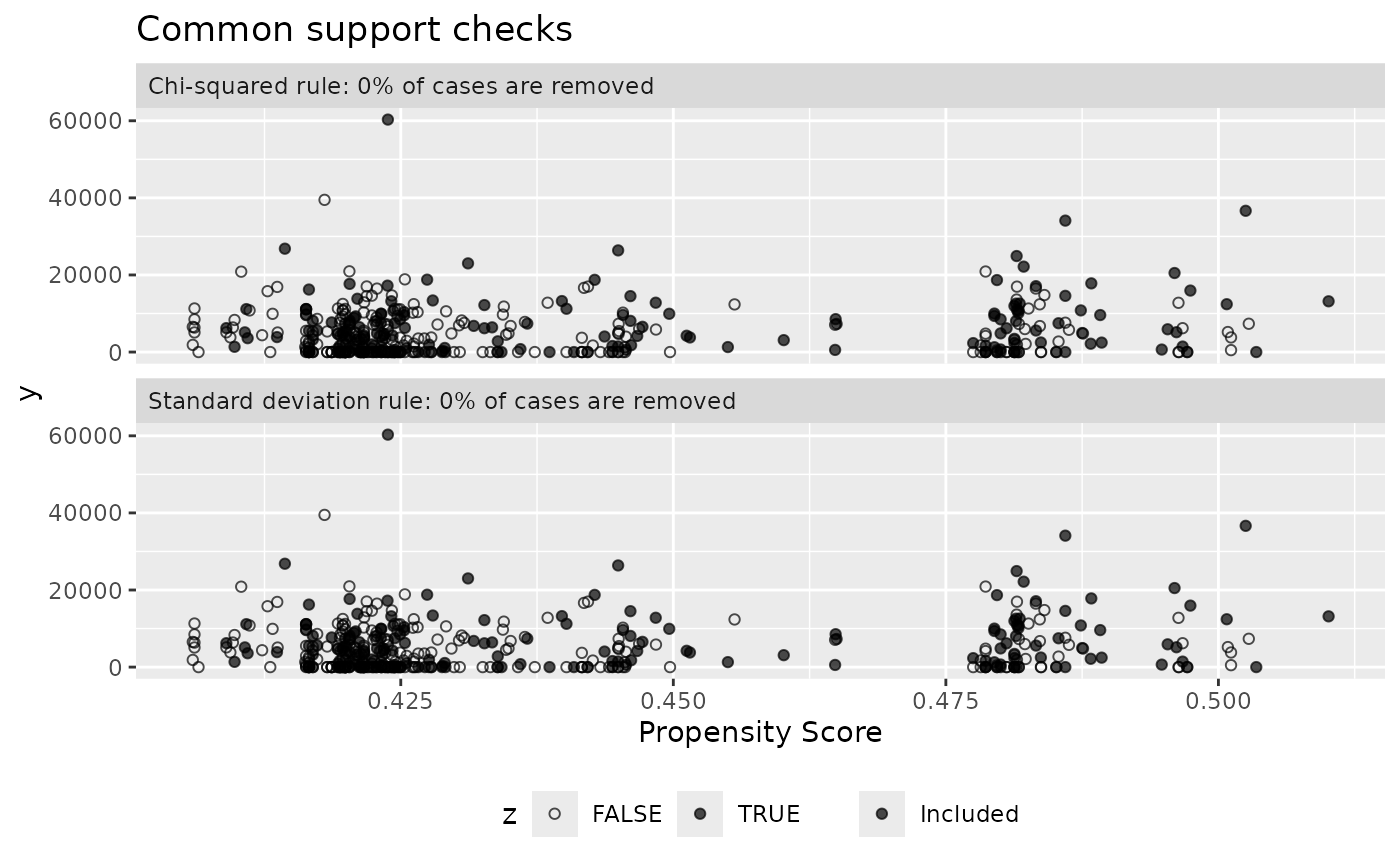 Common support checks
Chi-squared rule: 0% of cases are removed
60000
40000
20000
0
y
Standard deviation rule: 0% of cases are removed
60000
40000
20000
0
0.425 0.450 0.475 0.500
Propensity Score
z FALSE TRUE Included